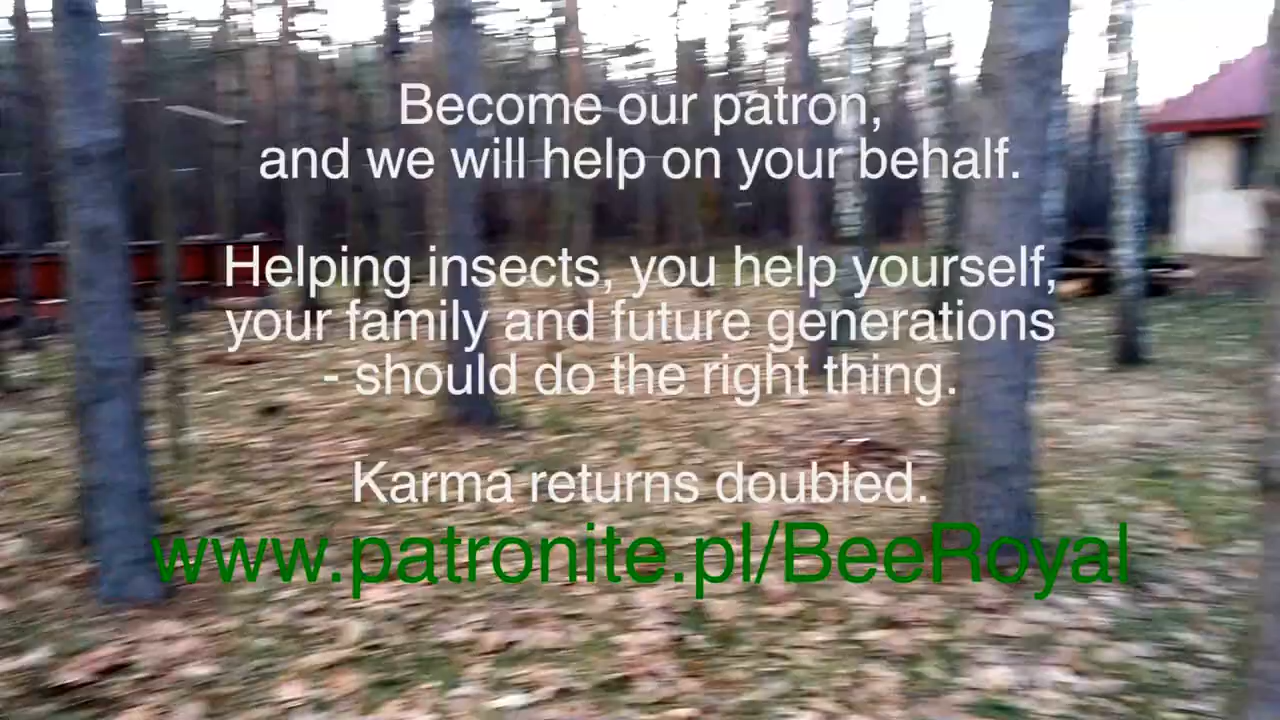 Become our patron,
and we will help on your behalf.
Helping insects, you help yourself,
your family and future generations
- should do the right thing.
Karma returns doubled.
www.patronite.pl/BeeRoyal